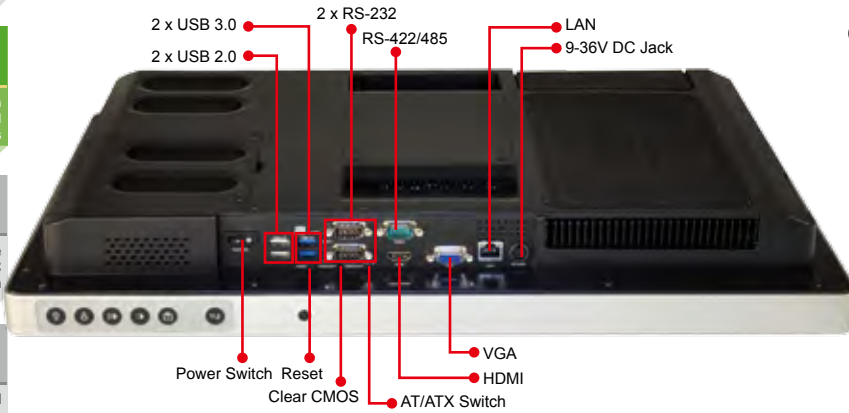 2 x RS-232
2 x USB 3.0
LAN
RS-422/485
9-36V DC Jack
2 x USB 2.0
VGA
Power Switch
Reset
HDMI
Clear CMOS
AT/ATX Switch